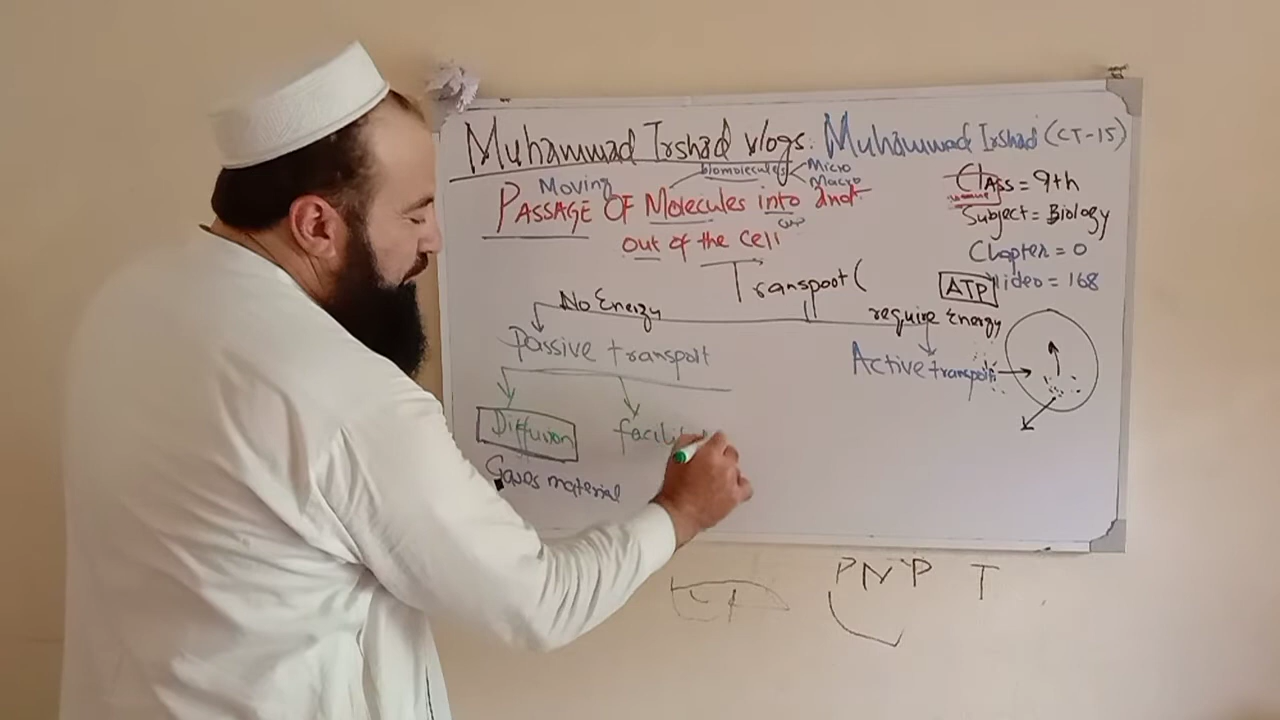 Muhammad Irshad vlogs: Muhammad Irshad (CT-15)
biomolecules Micro
Macro
Moving
PASSAGE OF Molecules into and
out of the cell
Class = 9th
Subject = Biology
Chapter = 0
Video = 168
Transpoot (
No Energy
require Energy
ATP
Passive transport
Active transport
Diffusion
facilit
Gases material
PNP T